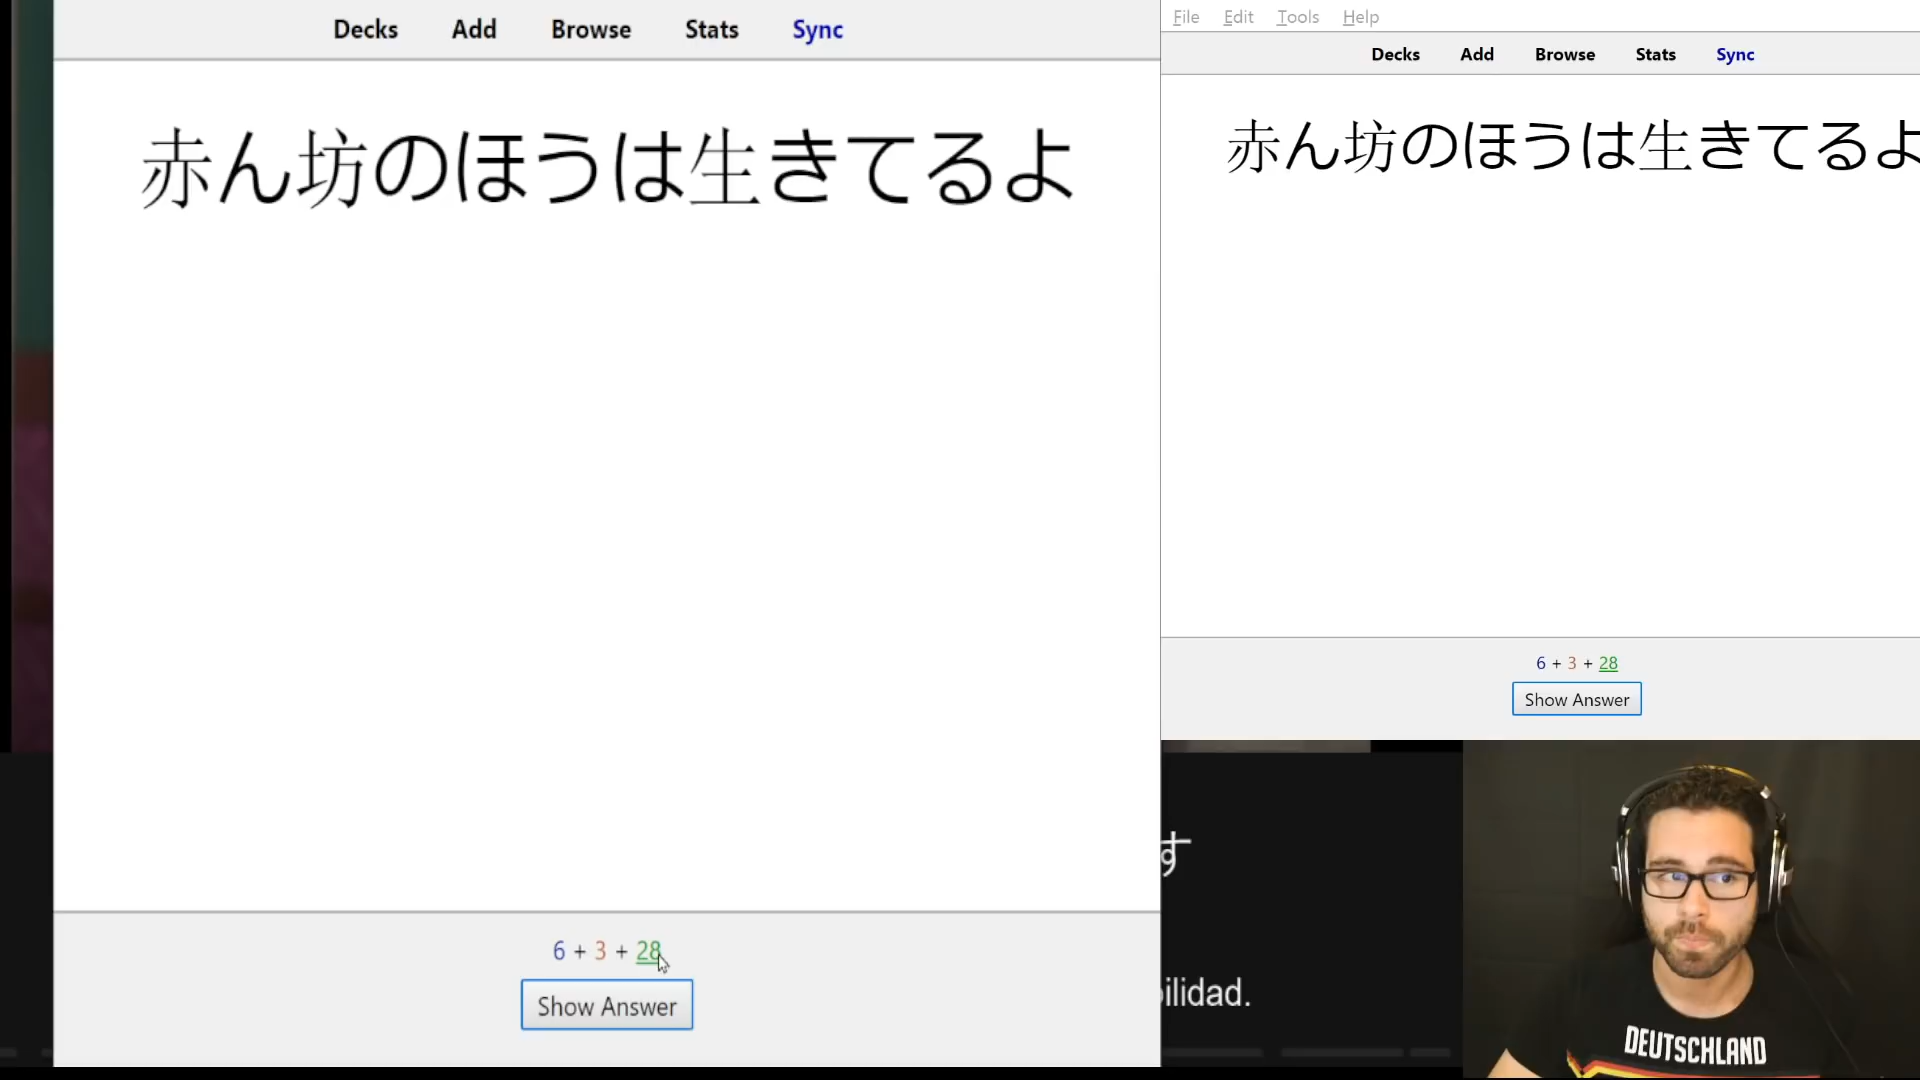 Decks Add Browse Stats Sync
赤ん坊のほうは生きてるよ
6 + 3 + 28
Show Answer
File Edit Tools Help
Decks Add Browse Stats Sync
赤ん坊のほうは生きてるよ
6 + 3 + 28
Show Answer
す
ilidad.
DEUTSCHLAND